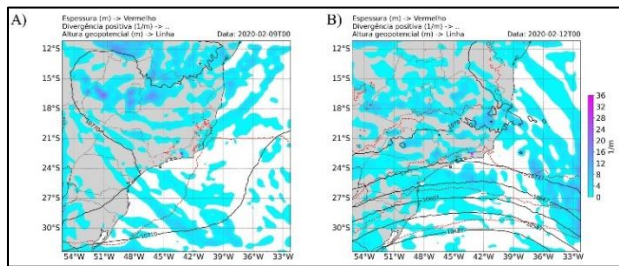 A)
Espessura (m) -> Vermelho
Divergência positiva (1/m) -> ..
Altura geopotencial (m) -> Linha
Data: 2020-02-09T00
12°S
15°S
18°S
21°S
24°S
27°S
30°S
54°W 51°W 48°W 45°W 42°W 39°W 36°W 33°W
B)
Espessura (m) -> Vermelho
Divergência positiva (1/m) -> ..
Altura geopotencial (m) -> Linha
Data: 2020-02-12T00
12°S
15°S
18°S
21°S
24°S
27°S
30°S
54°W 51°W 48°W 45°W 42°W 39°W 36°W 33°W
36
32
28
24
20
16
12
8
4
0
1/m